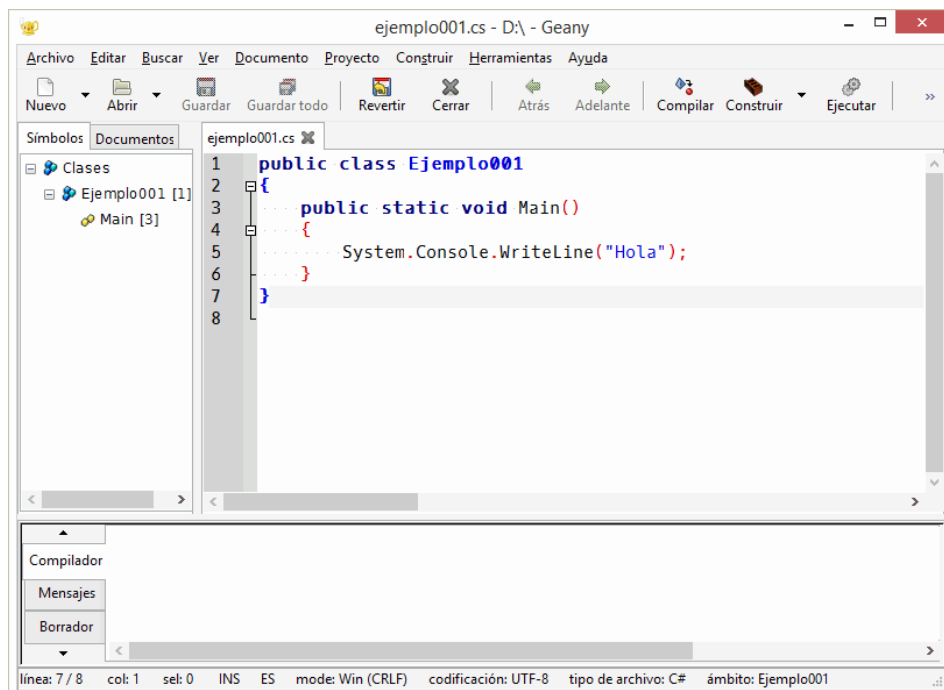 ejemplo001.cs - D:\ - Geany
Archivo Editar Buscar Ver Documento Proyecto Construir Herramientas Ayuda
Nuevo Abrir Guardar Guardar todo Revertir Cerrar Atrás Adelante Compilar Construir Ejecutar »
Símbolos Documentos
ejemplo001.cs
Clases
Ejemplo001 [1]
Main [3]
1 public class Ejemplo001
2 {
3     public static void Main()
4     {
5         System.Console.WriteLine("Hola");
6     }
7 }
8
Compilador
Mensajes
Borrador
línea: 7 / 8 col: 1 sel: 0 INS ES mode: Win (CRLF) codificación: UTF-8 tipo de archivo: C# ámbito: Ejemplo001